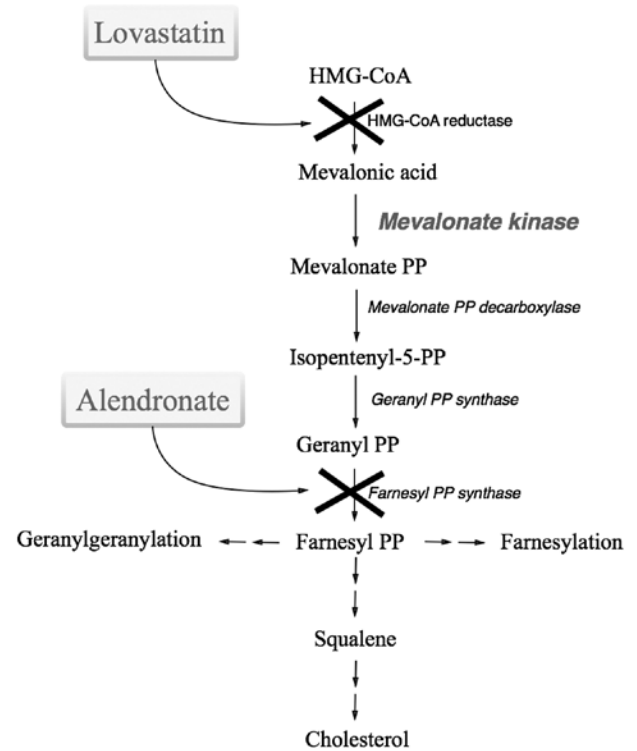 Lovastatin
HMG-CoA
HMG-CoA reductase
Mevalonic acid
Mevalonate kinase
Mevalonate PP
Mevalonate PP decarboxylase
Isopentenyl-5-PP
Alendronate
Geranyl PP synthase
Geranyl PP
Farnesyl PP synthase
Geranylgeranylation
Farnesyl PP
Farnesylation
Squalene
Cholesterol